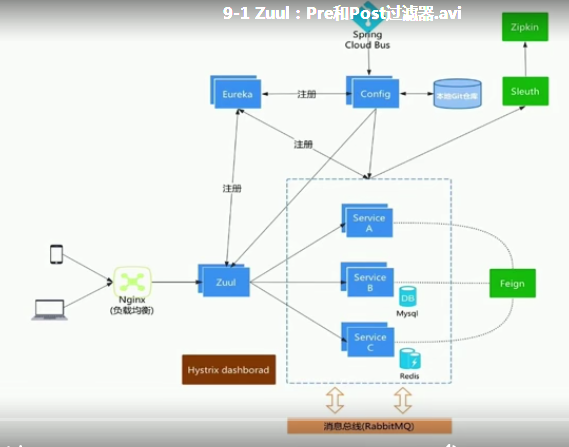 9-1 Zuul：Pre和Post过滤器.avi
Spring
Cloud Bus
Zipkin
Eureka
注册
Config
本地Git仓库
Sleuth
注册
注册
Service
A
Nginx
(负载均衡)
Zuul
Service
B
DB
Mysql
Feign
Service
C
Redis
Hystrix dashborad
消息总线(RabbitMQ)